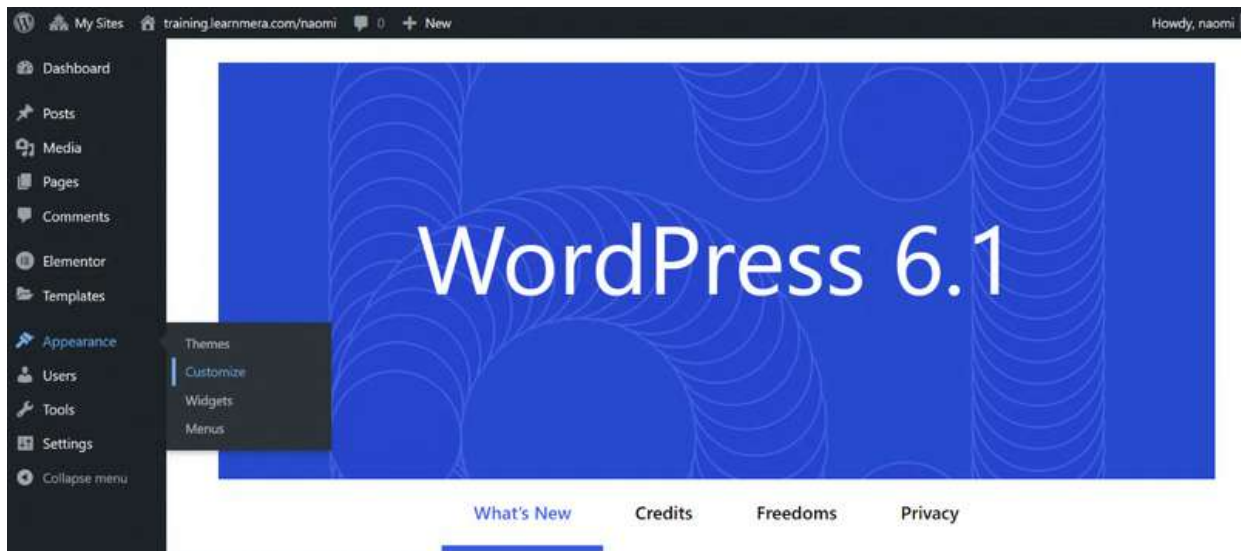 My Sites training.learnmera.com/naomi 0 + New Howdy, naomi
Dashboard
Posts
Media
Pages
Comments
Elementor
Templates
Appearance
Users
Tools
Settings
Collapse menu
Themes
Customize
Widgets
Menus
WordPress 6.1
What's New Credits Freedoms Privacy